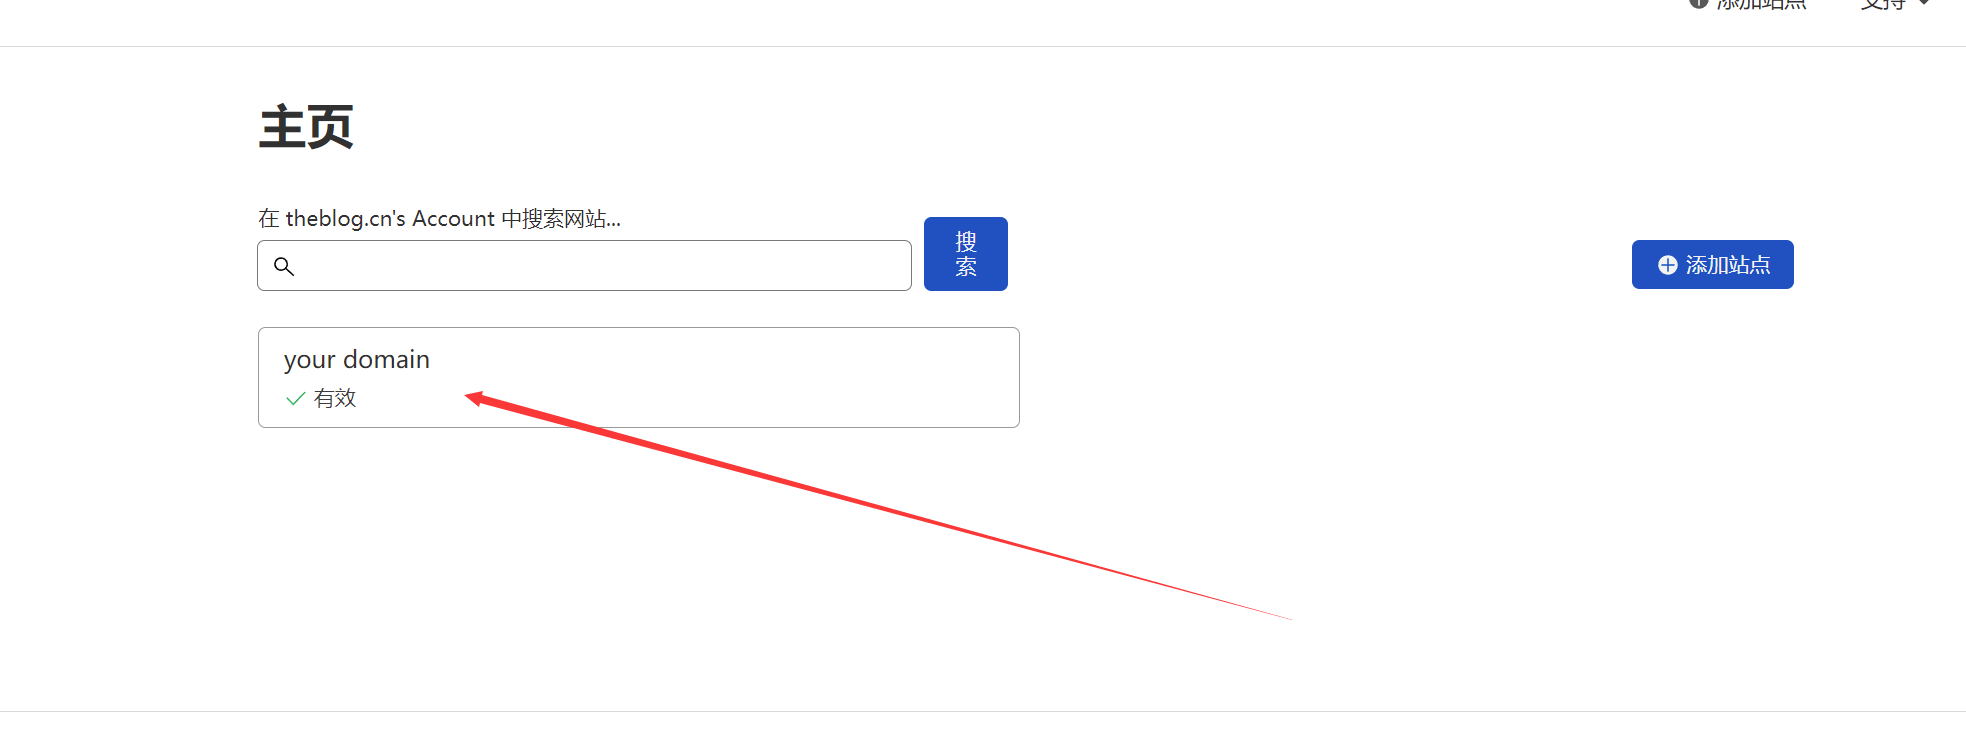 添加站点 支持
主页
在 theblog.cn's Account 中搜索网站...
搜
索
添加站点
your domain
有效